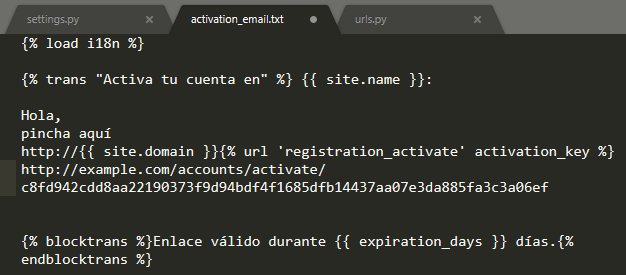 settings.py
activation_email.txt
urls.py
{% load i18n %}
{% trans "Activa tu cuenta en" %} {{ site.name }}:
Hola,
pincha aquí
http://{{ site.domain }}{% url 'registration_activate' activation_key %}
http://example.com/accounts/activate/
c8fd942cdd8aa22190373f9d94bdf4f1685dfb14437aa07e3da885fa3c3a06ef
{% blocktrans %}Enlace válido durante {{ expiration_days }} días.{%
endblocktrans %}